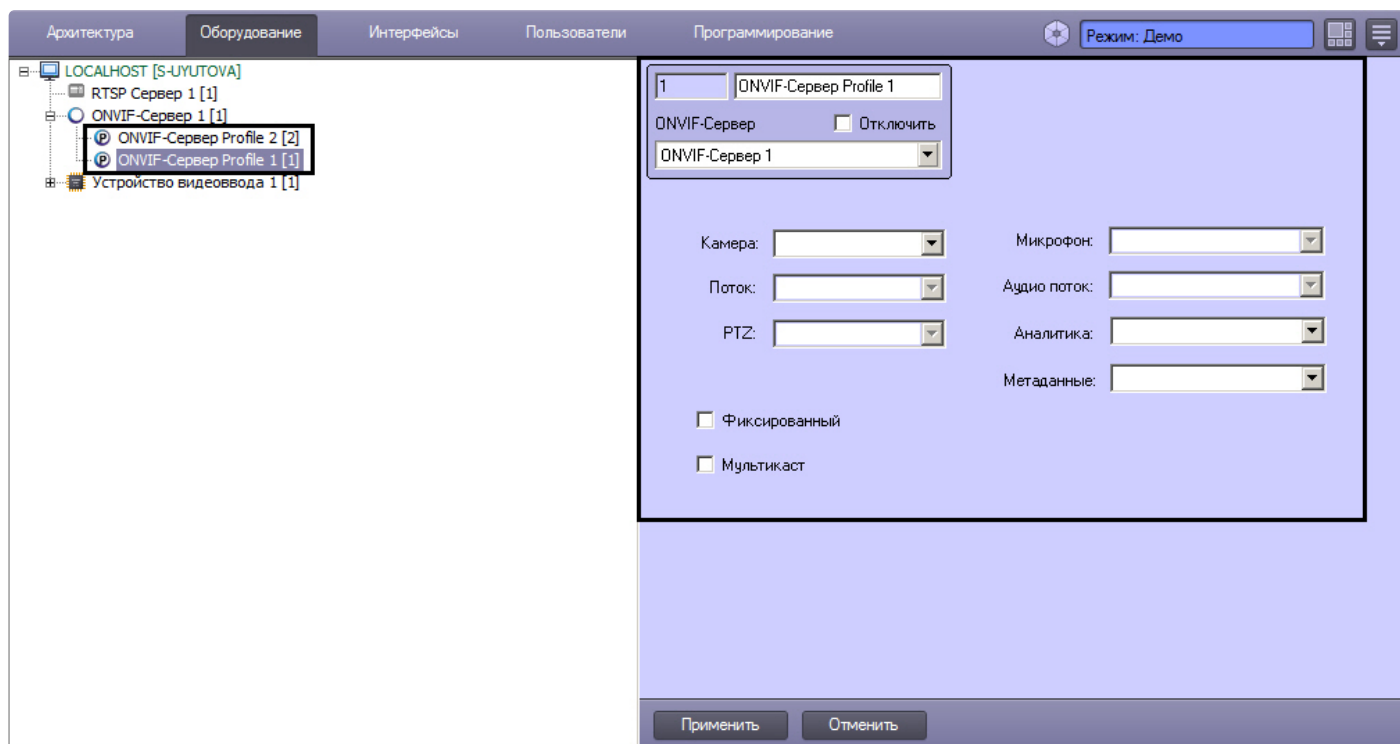 Архитектура Оборудование Интерфейсы Пользователи Программирование Режим: Демо
LOCALHOST [S-UYUTOVA]
RTSP Сервер 1 [1]
ONVIF-Сервер 1 [1]
P ONVIF-Сервер Profile 2 [2]
P ONVIF-Сервер Profile 1 [1]
Устройство видеоввода 1 [1]
1 ONVIF-Сервер Profile 1
ONVIF-Сервер Отключить
ONVIF-Сервер 1
Камера: Микрофон:
Поток: Аудио поток:
PTZ: Аналитика:
Метаданные:
Фиксированный
Мультикаст
Применить Отменить